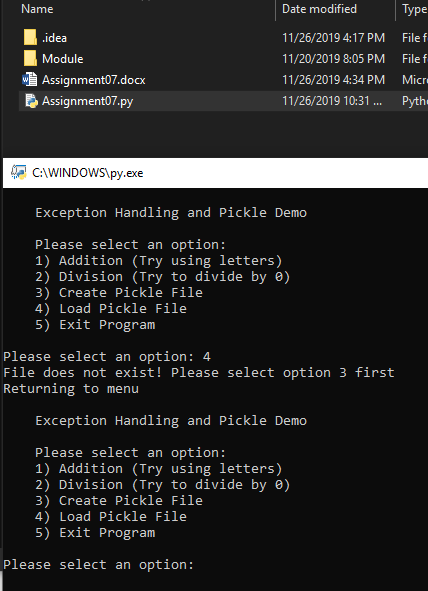 Name Date modified Type
.idea 11/26/2019 4:17 PM File f
Module 11/20/2019 8:05 PM File f
Assignment07.docx 11/26/2019 4:34 PM Micr
Assignment07.py 11/26/2019 10:31 ... Pytho
C:\WINDOWS\py.exe
Exception Handling and Pickle Demo
Please select an option:
1) Addition (Try using letters)
2) Division (Try to divide by 0)
3) Create Pickle File
4) Load Pickle File
5) Exit Program
Please select an option: 4
File does not exist! Please select option 3 first
Returning to menu
Exception Handling and Pickle Demo
Please select an option:
1) Addition (Try using letters)
2) Division (Try to divide by 0)
3) Create Pickle File
4) Load Pickle File
5) Exit Program
Please select an option: